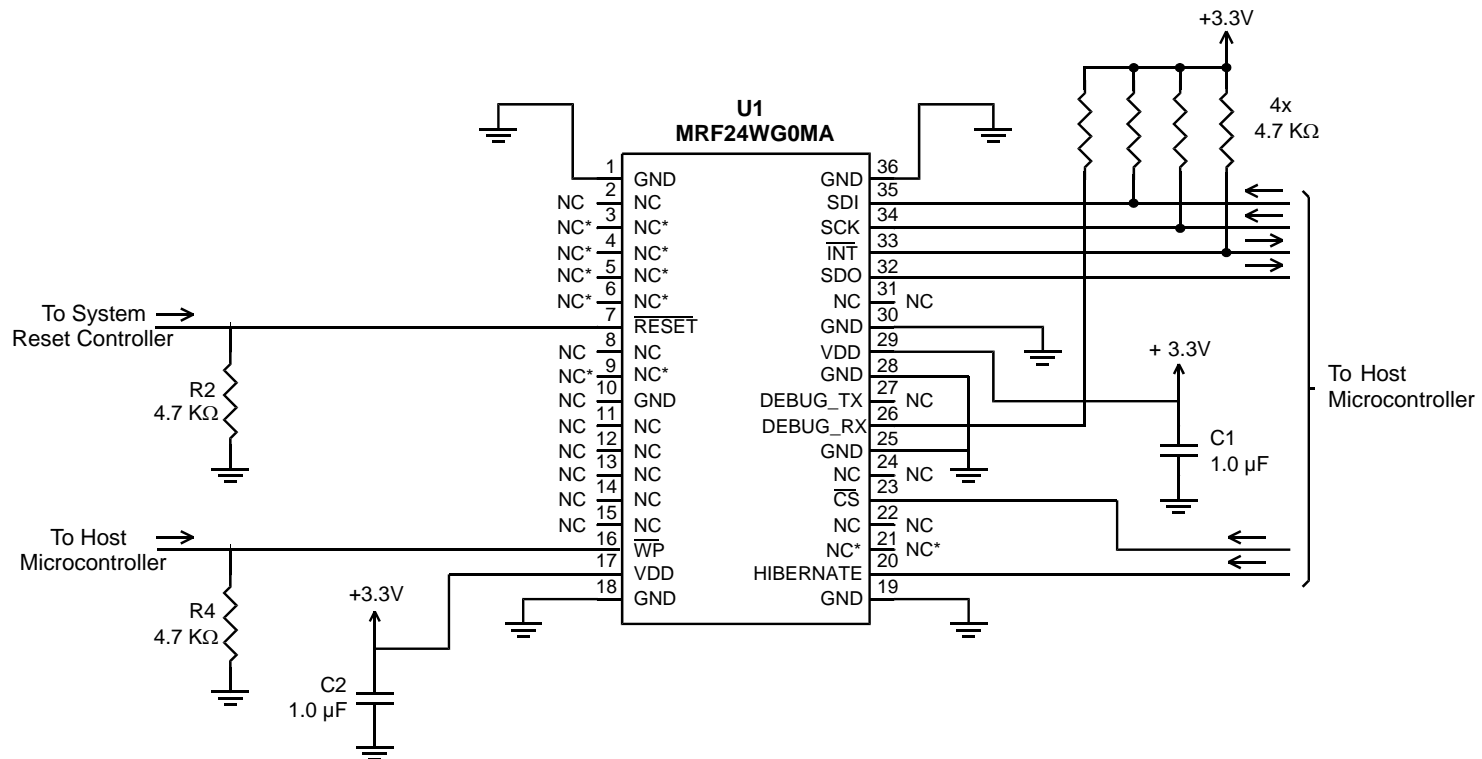 +3.3V
4x
4.7 KΩ
U1
MRF24WG0MA
1 GND GND 36
NC 2 NC SDI 35
NC* 3 NC* SCK 34
NC* 4 NC* INT 33
NC* 5 NC* SDO 32
NC* 6 NC* NC 31 NC
To System
Reset Controller
7 RESET GND 30
NC 8 NC VDD 29
NC* 9 NC* GND 28
NC 10 GND DEBUG_TX 27 NC
NC 11 NC DEBUG_RX 26
NC 12 NC GND 25
NC 13 NC NC 24 NC
NC 14 NC CS 23
NC 15 NC NC 22 NC
16 WP NC* 21 NC*
17 VDD HIBERNATE 20
18 GND GND 19
R2
4.7 KΩ
To Host
Microcontroller
R4
4.7 KΩ
+3.3V
C2
1.0 µF
+ 3.3V
C1
1.0 µF
To Host
Microcontroller